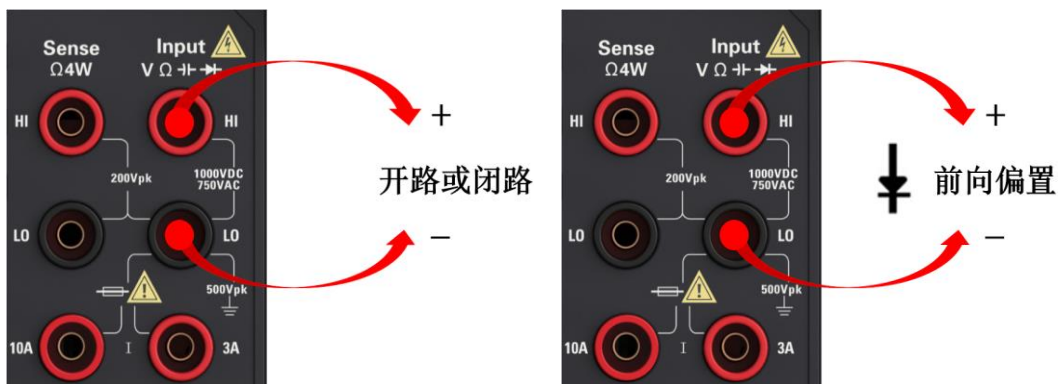 Sense Input
Ω4W V Ω
HI HI
+
200Vpk 1000VDC
750VAC
开路或闭路
LO LO
−
500Vpk
10A I 3A
Sense Input
Ω4W V Ω
HI HI
+
200Vpk 1000VDC
750VAC
前向偏置
LO LO
−
500Vpk
10A I 3A